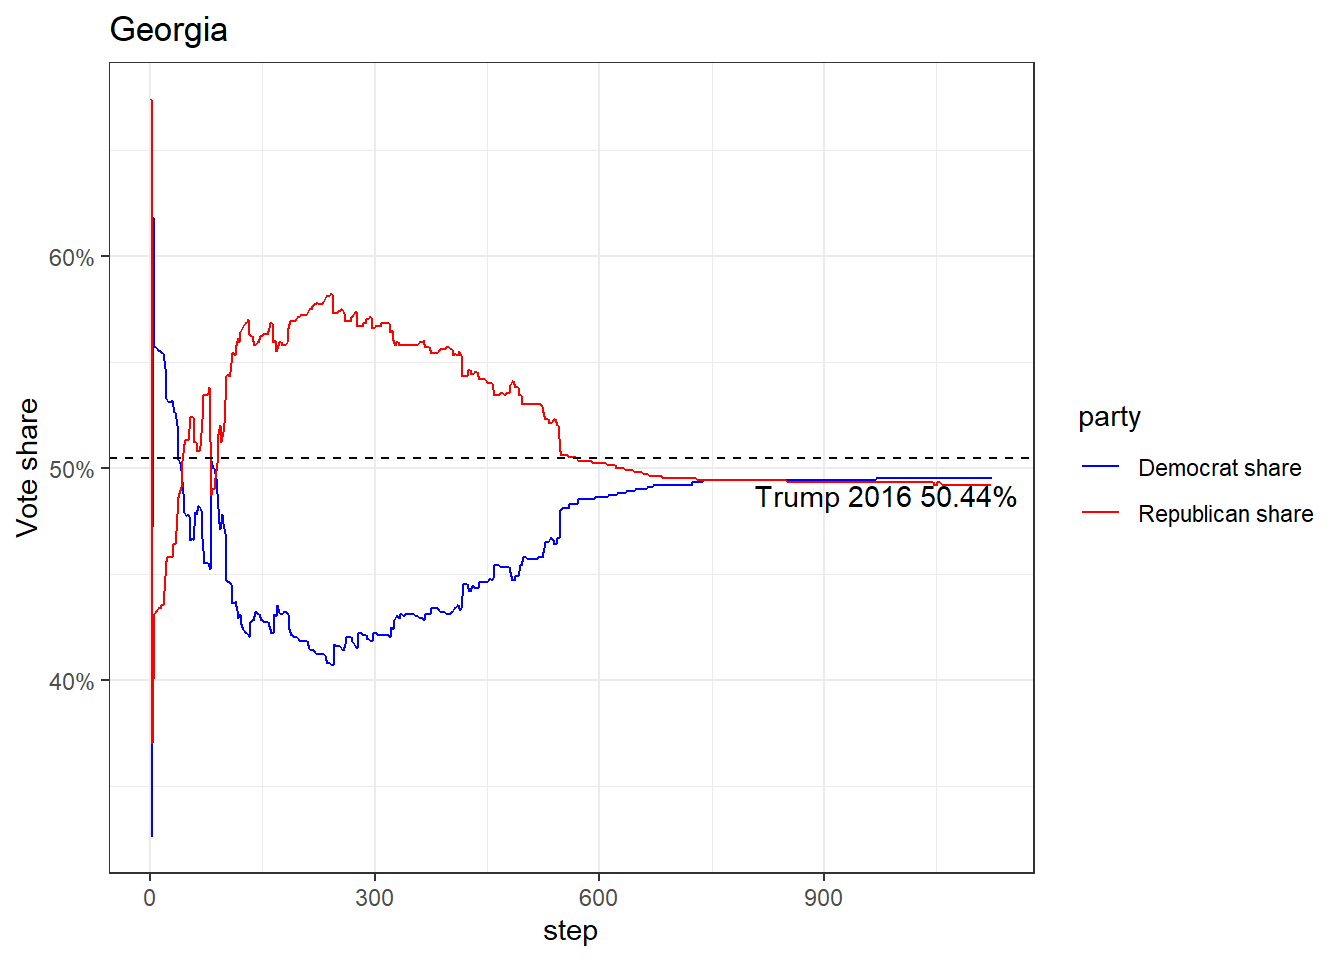 Georgia
Vote share
60%
50%
40%
Trump 2016 50.44%
0
300
600
900
step
party
Democrat share
Republican share